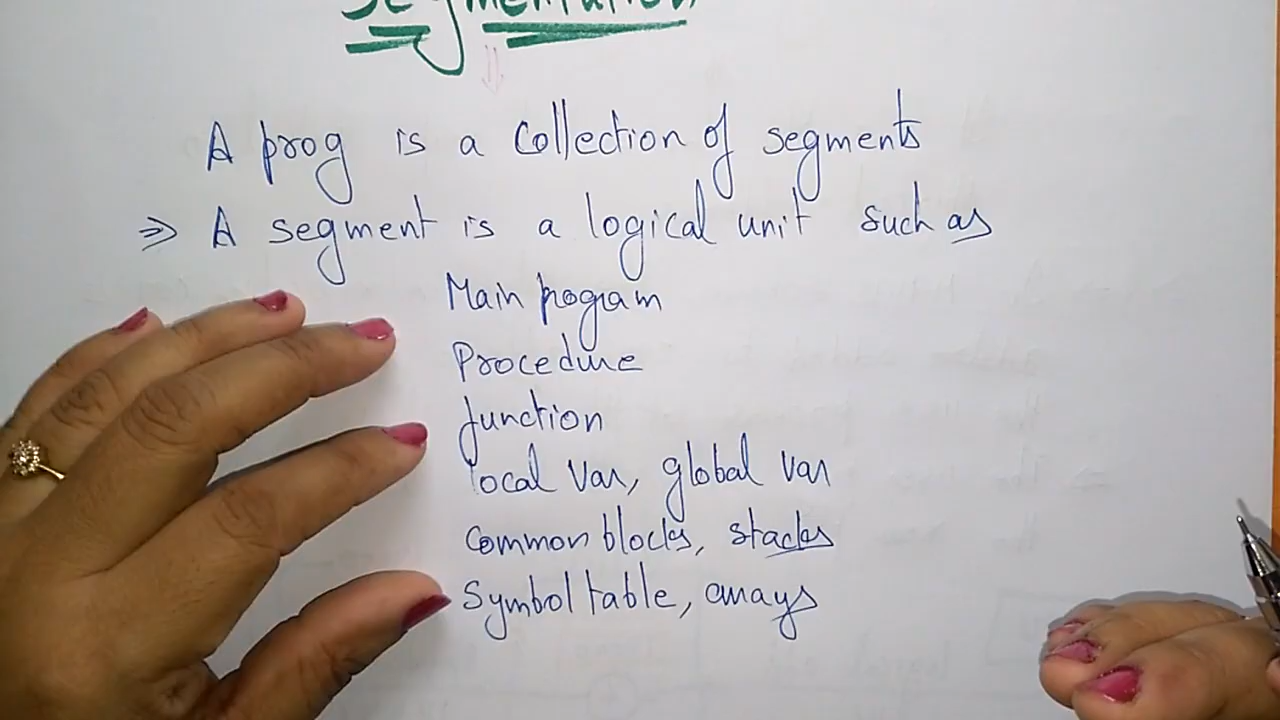 Segmentation
A prog is a collection of segments
⇒ A segment is a logical unit such as
Main program
Procedure
function
local var, global var
Common blocks, stacks
Symbol table, arrays